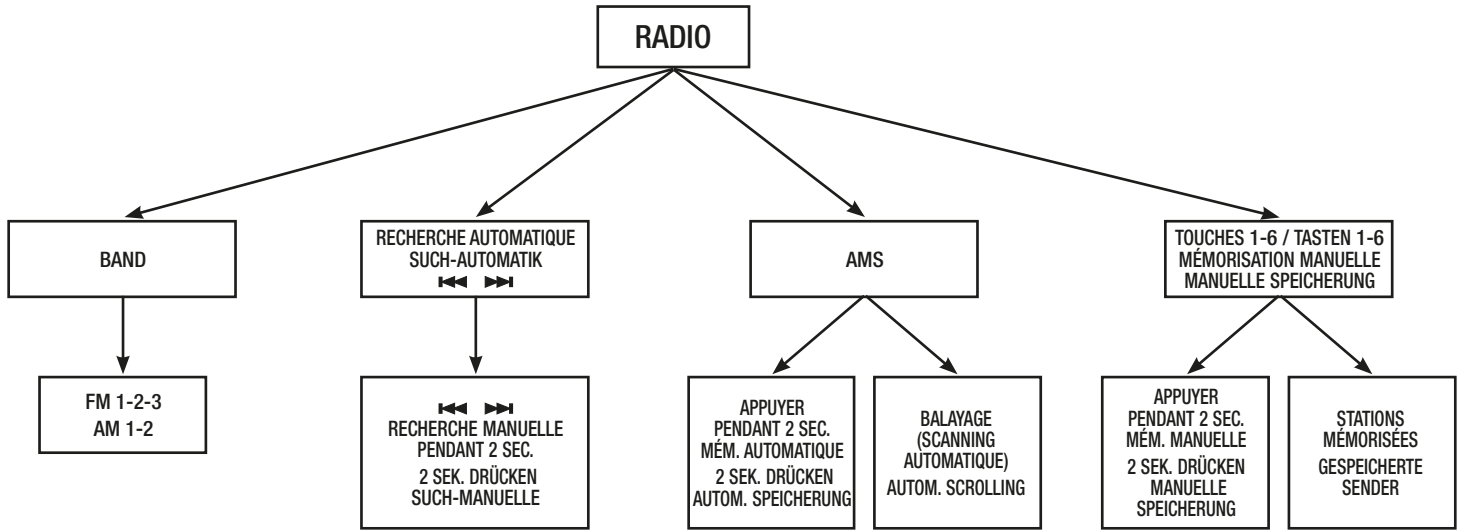 RADIO
BAND
RECHERCHE AUTOMATIQUE
SUCH-AUTOMATIK
AMS
TOUCHES 1-6 / TASTEN 1-6
MÉMORISATION MANUELLE
MANUELLE SPEICHERUNG
FM 1-2-3
AM 1-2
RECHERCHE MANUELLE
PENDANT 2 SEC.
2 SEK. DRÜCKEN
SUCH-MANUELLE
APPUYER
PENDANT 2 SEC.
MÉM. AUTOMATIQUE
2 SEK. DRÜCKEN
AUTOM. SPEICHERUNG
BALAYAGE
(SCANNING
AUTOMATIQUE)
AUTOM. SCROLLING
APPUYER
PENDANT 2 SEC.
MÉM. MANUELLE
2 SEK. DRÜCKEN
MANUELLE
SPEICHERUNG
STATIONS
MÉMORISÉES
GESPEICHERTE
SENDER